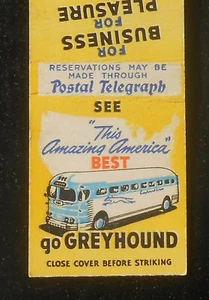 PLEASURE
FOR
BUSINESS
FOR
RESERVATIONS MAY BE
MADE THROUGH
Postal Telegraph
SEE
"This
Amazing America"
BEST
go GREYHOUND
CLOSE COVER BEFORE STRIKING